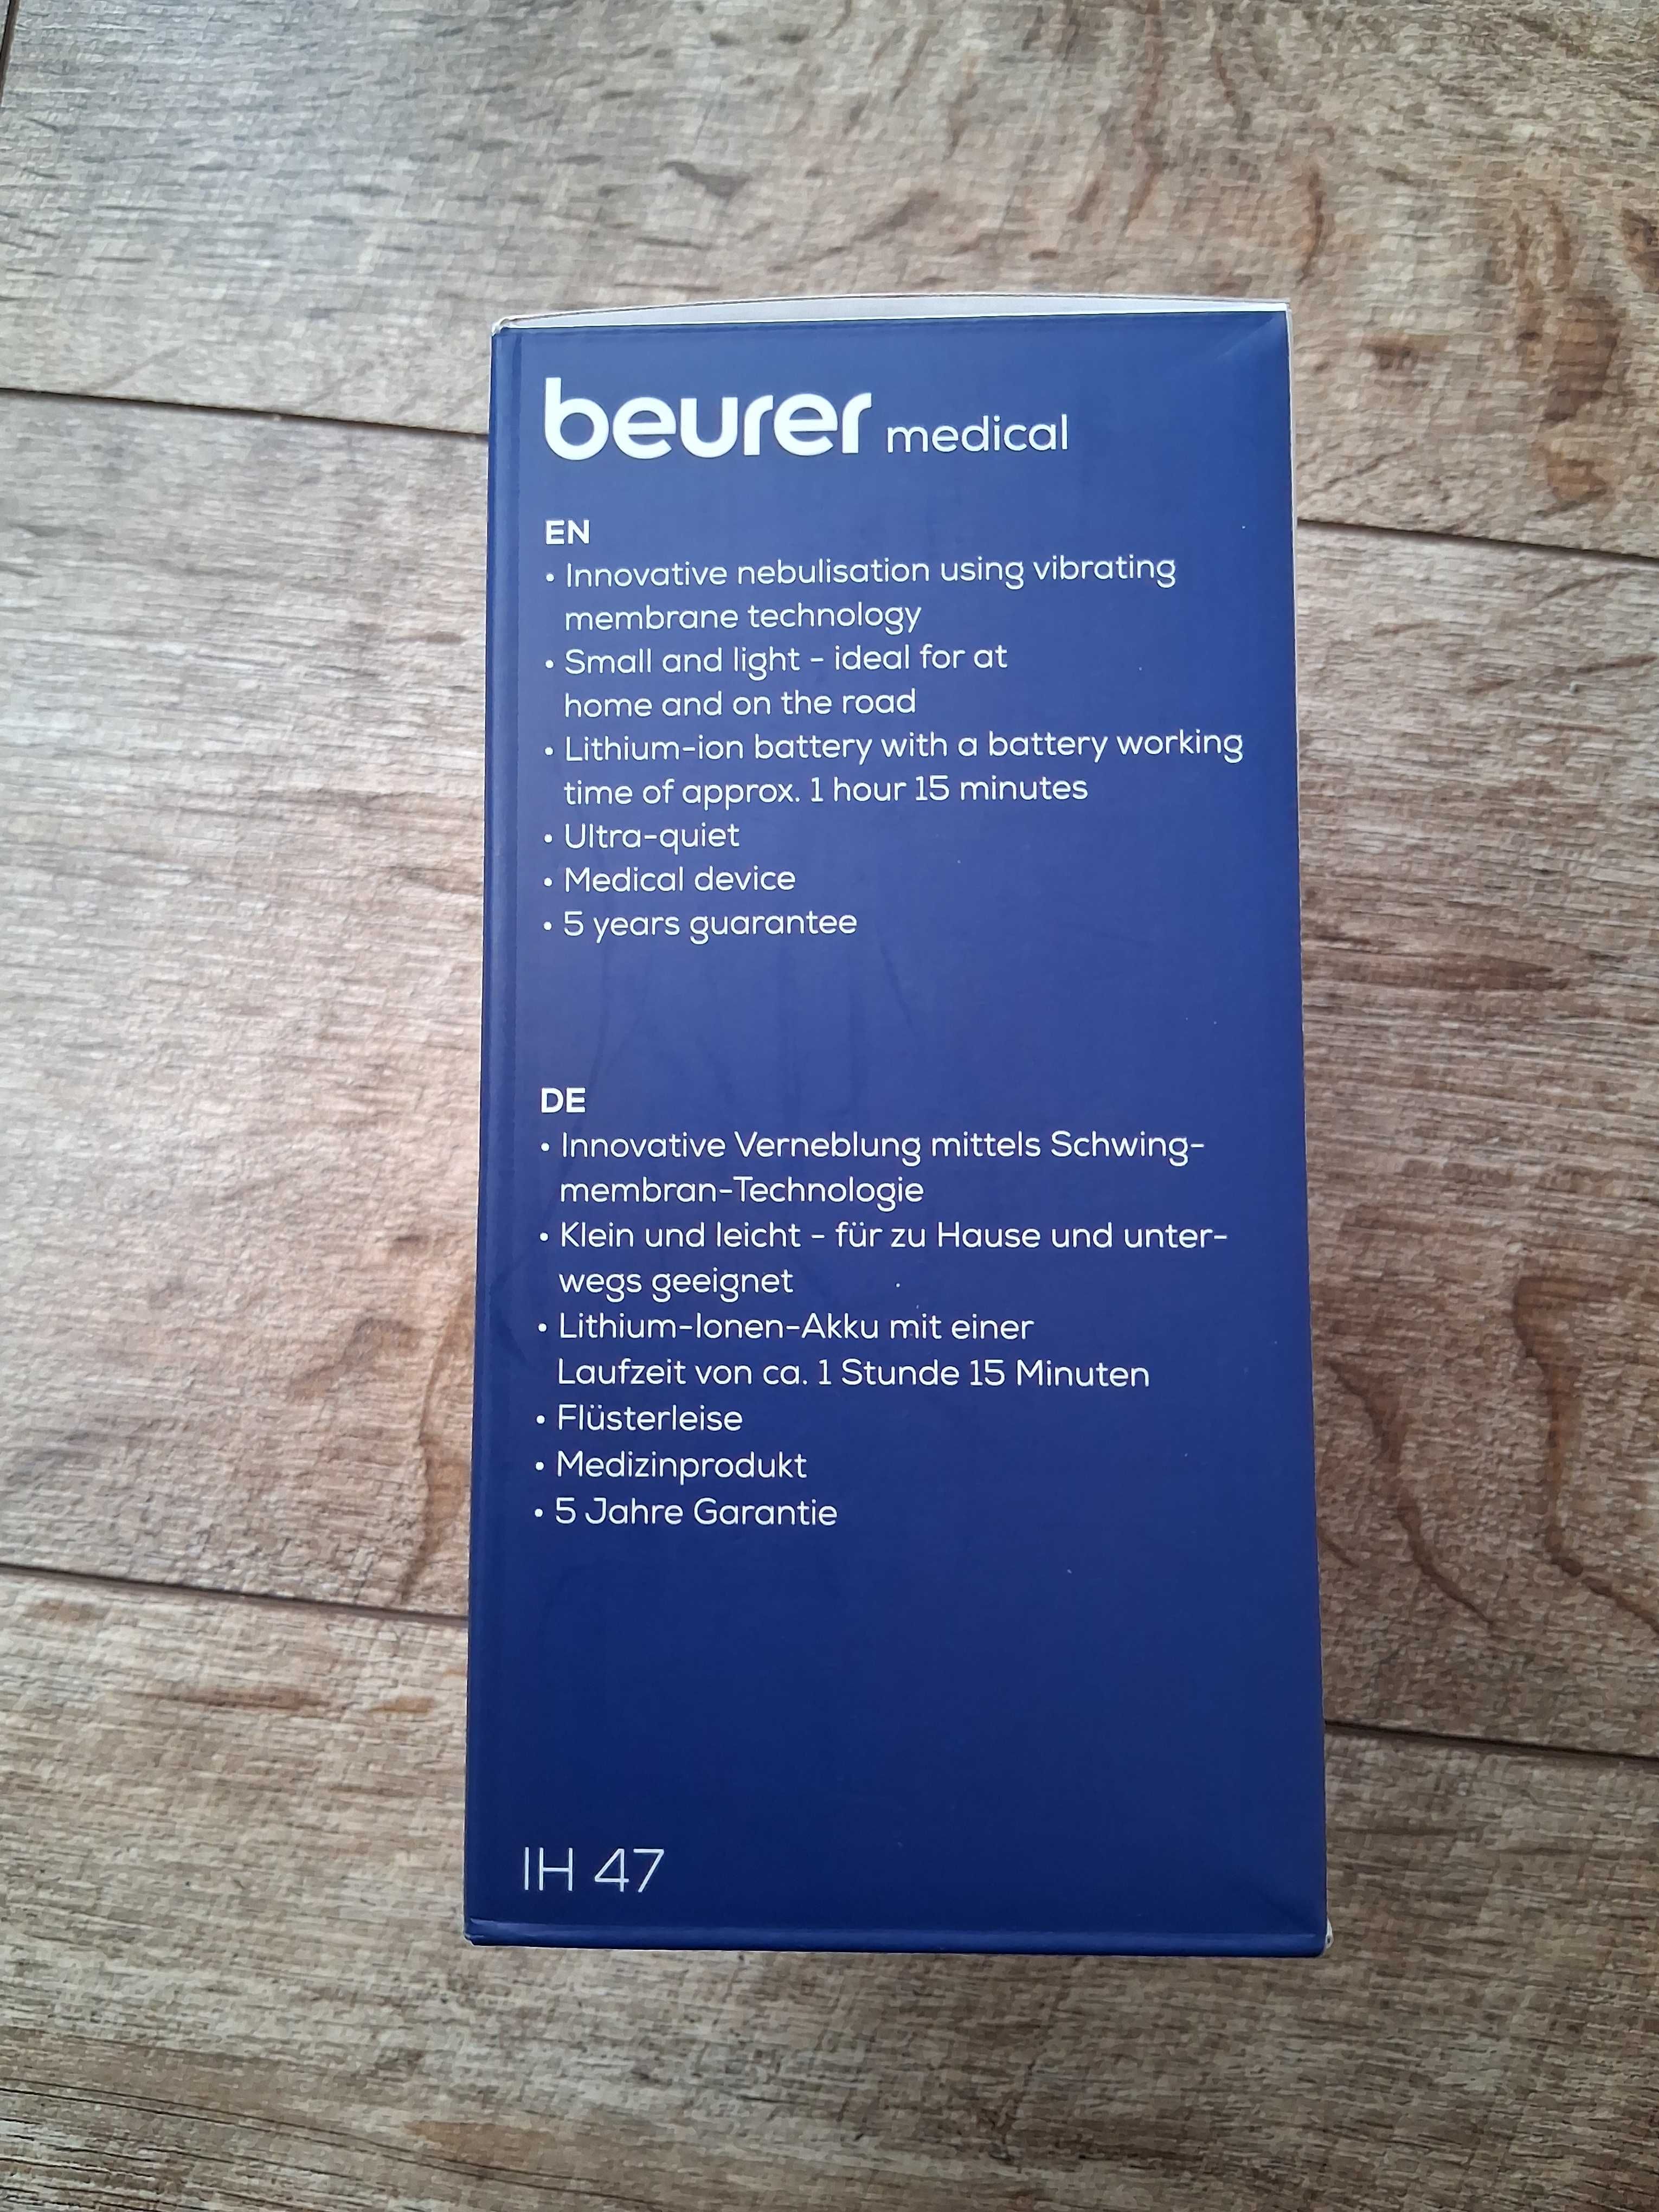 beurer medical
EN
• Innovative nebulisation using vibrating
membrane technology
• Small and light - ideal for at
home and on the road
• Lithium-ion battery with a battery working
time of approx. 1 hour 15 minutes
• Ultra-quiet
• Medical device
• 5 years guarantee
DE
• Innovative Verneblung mittels Schwing-
membran-Technologie
• Klein und leicht - für zu Hause und unter-
wegs geeignet
• Lithium-Ionen-Akku mit einer
Laufzeit von ca. 1 Stunde 15 Minuten
• Flüsterleise
• Medizinprodukt
• 5 Jahre Garantie
IH 47